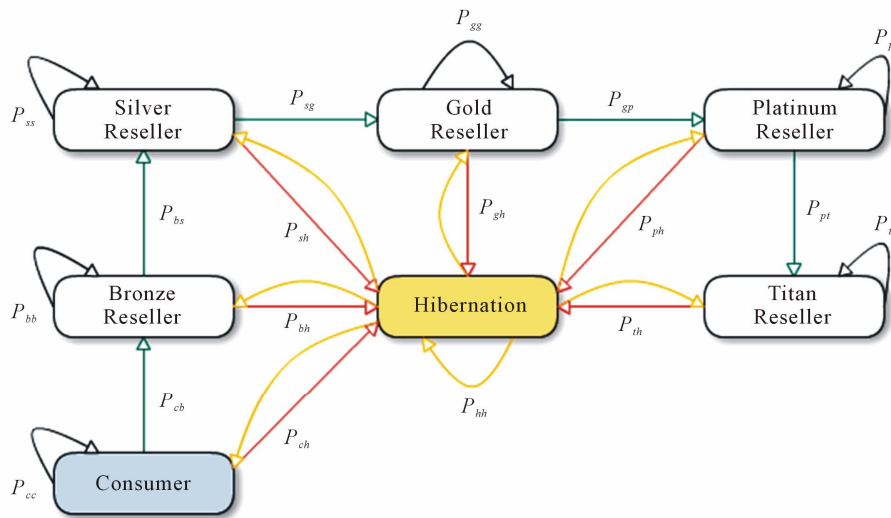 P_gg
P_ss
Silver
Reseller
P_sg
Gold
Reseller
P_gp
Platinum
Reseller
P_bs
P_sh
P_gh
P_ph
P_pt
P_bb
Bronze
Reseller
P_bh
Hibernation
P_th
Titan
Reseller
P_cb
P_ch
P_hh
P_cc
Consumer